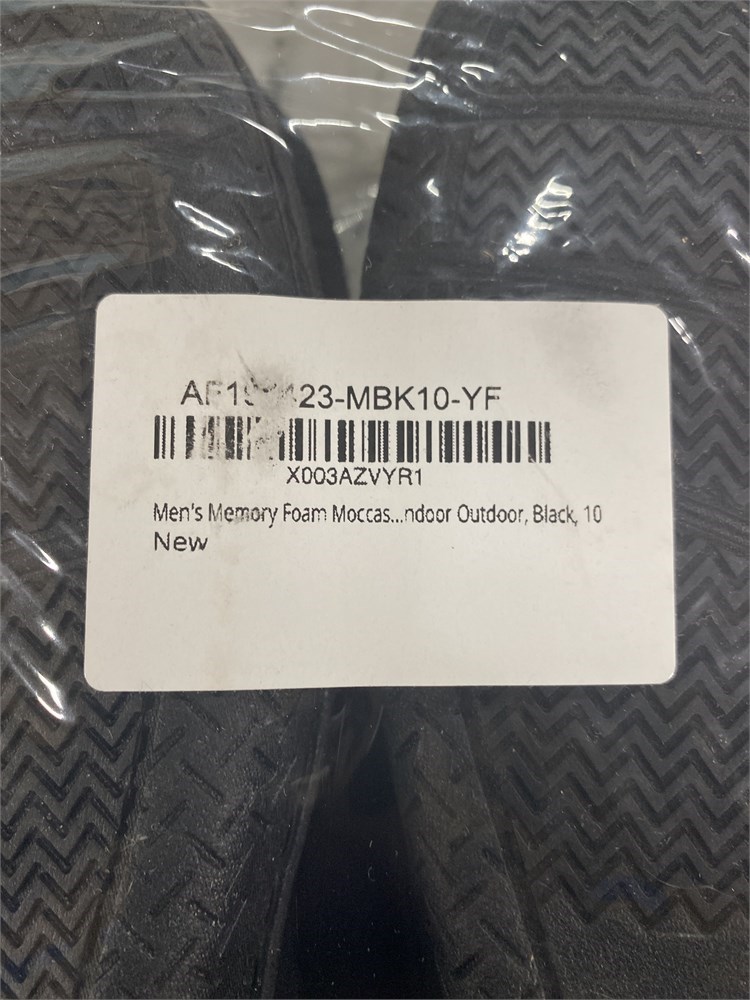 X003AZVYR1
Men's Memory Foam Moccas...ndoor Outdoor, Black, 10
New